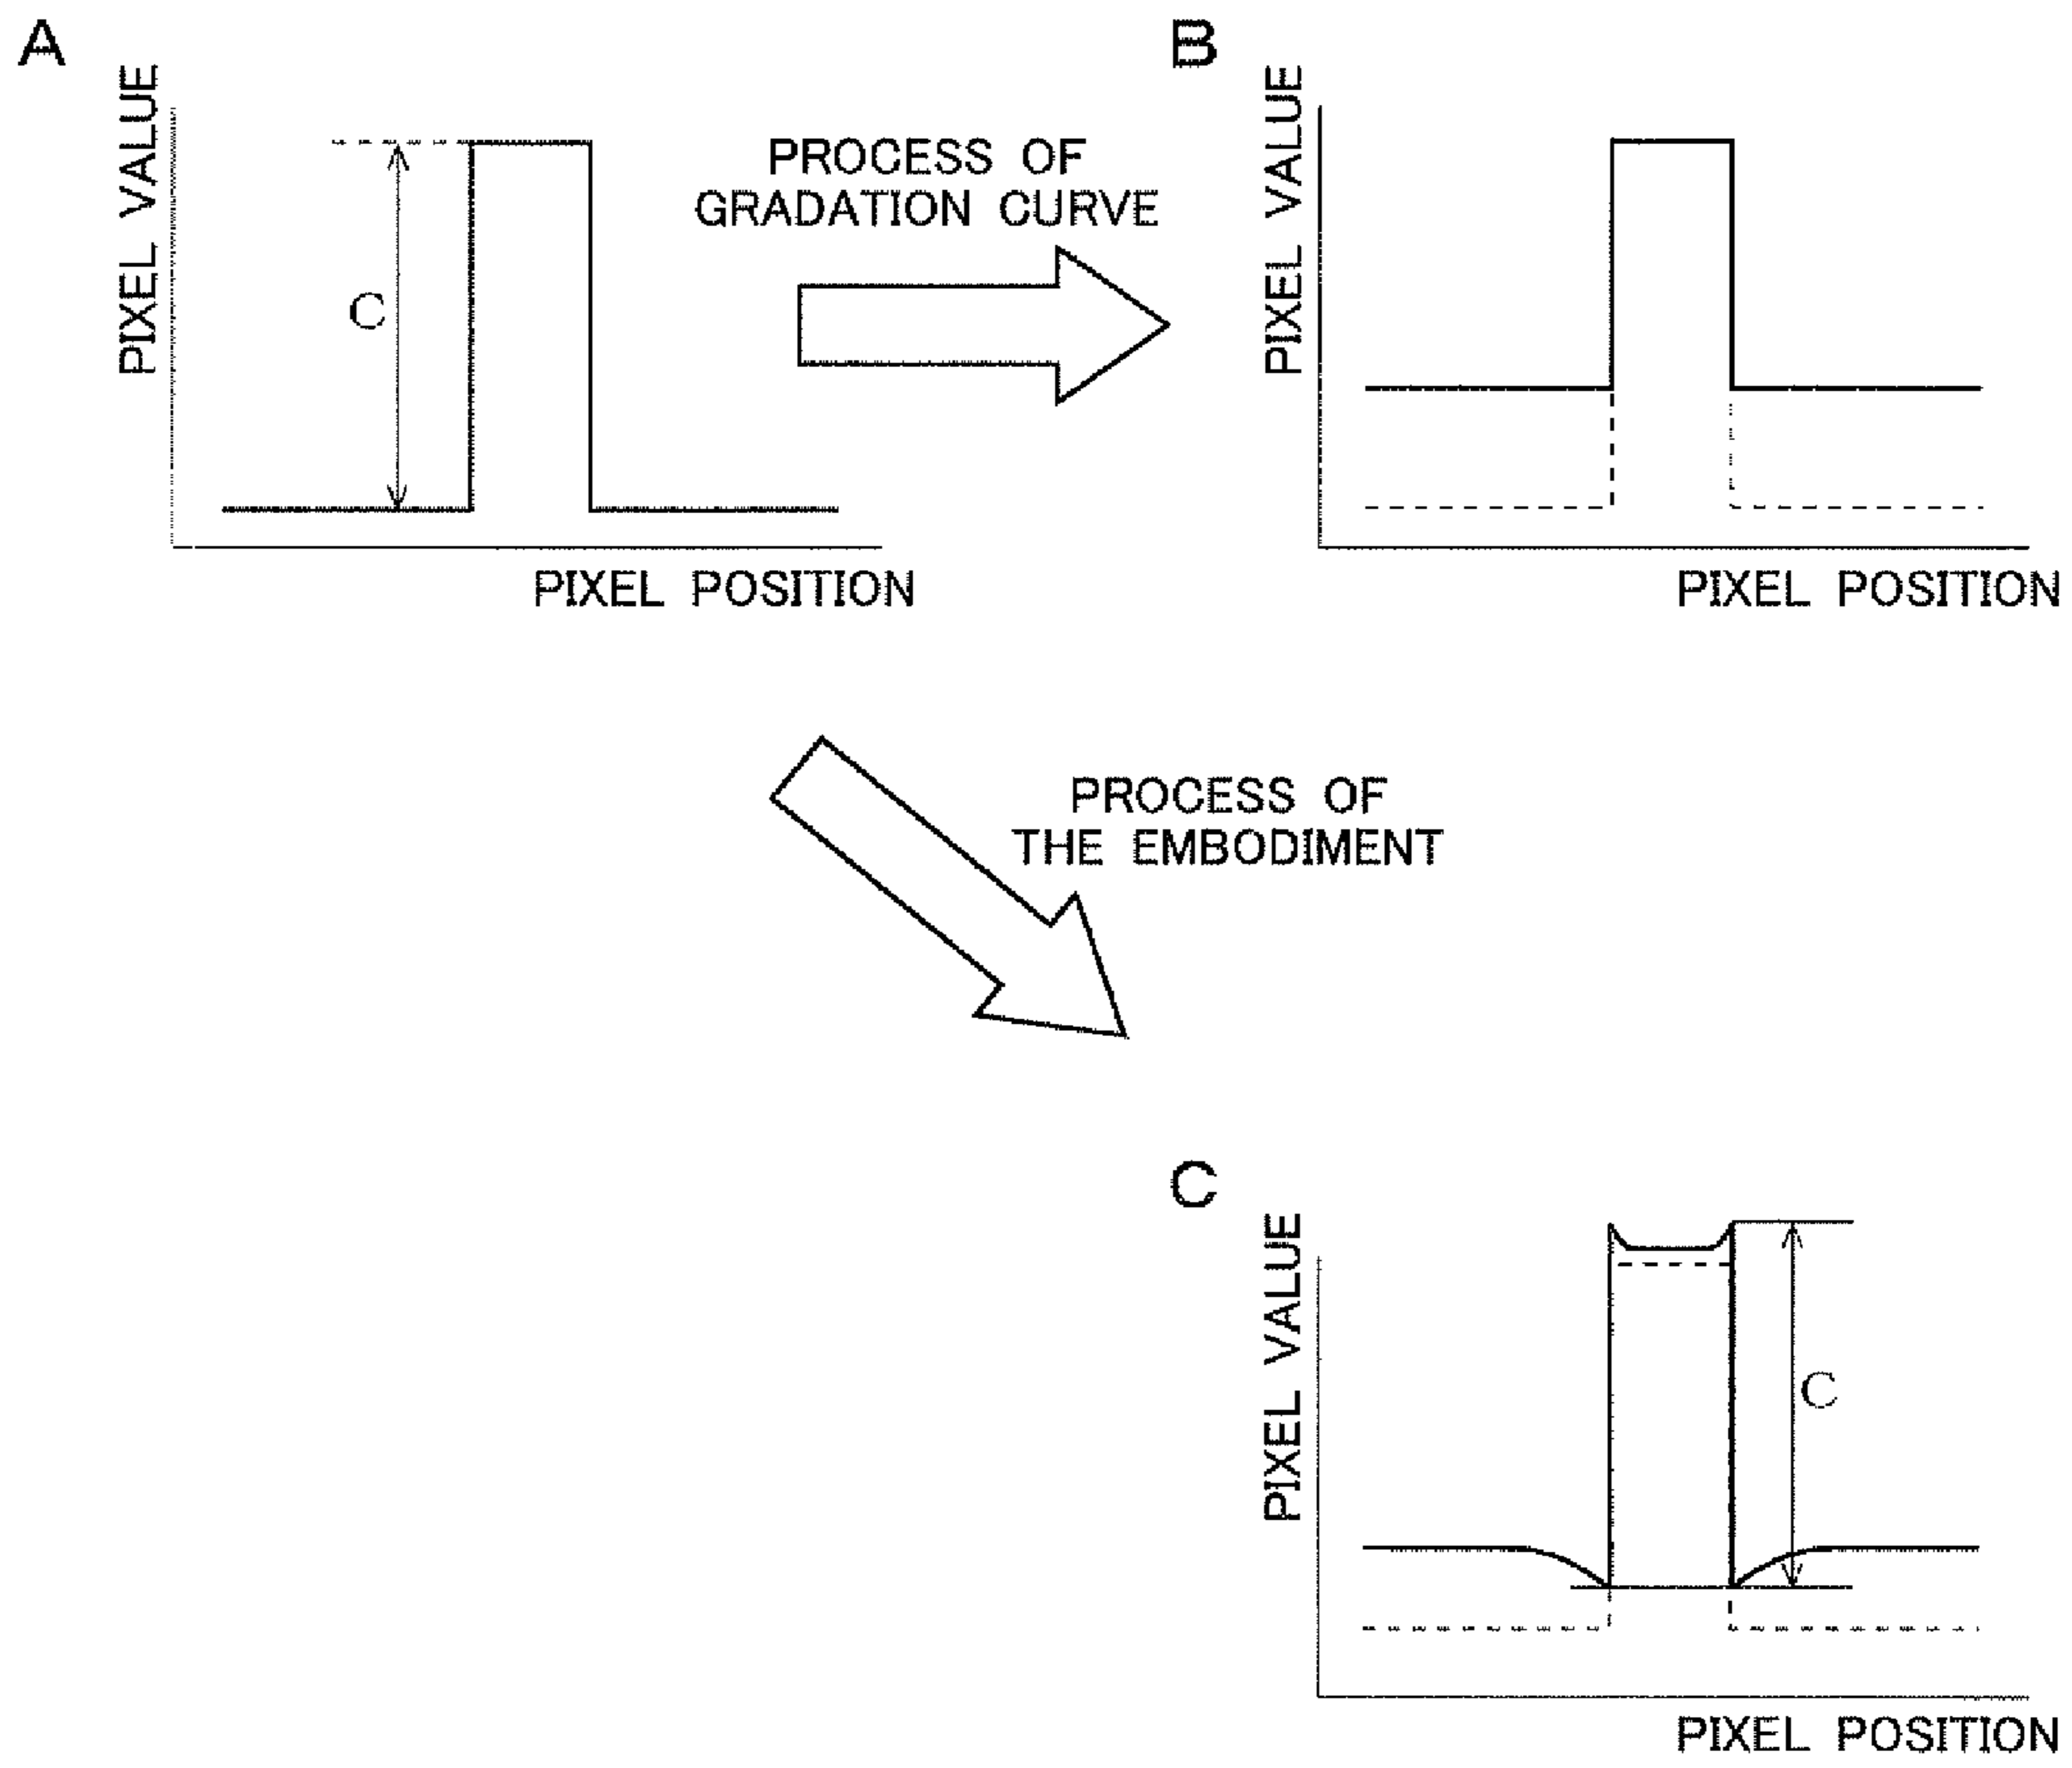 A
PIXEL VALUE
C
PIXEL POSITION
PROCESS OF
GRADATION CURVE
B
PIXEL VALUE
PIXEL POSITION
PROCESS OF
THE EMBODIMENT
C
PIXEL VALUE
C
PIXEL POSITION